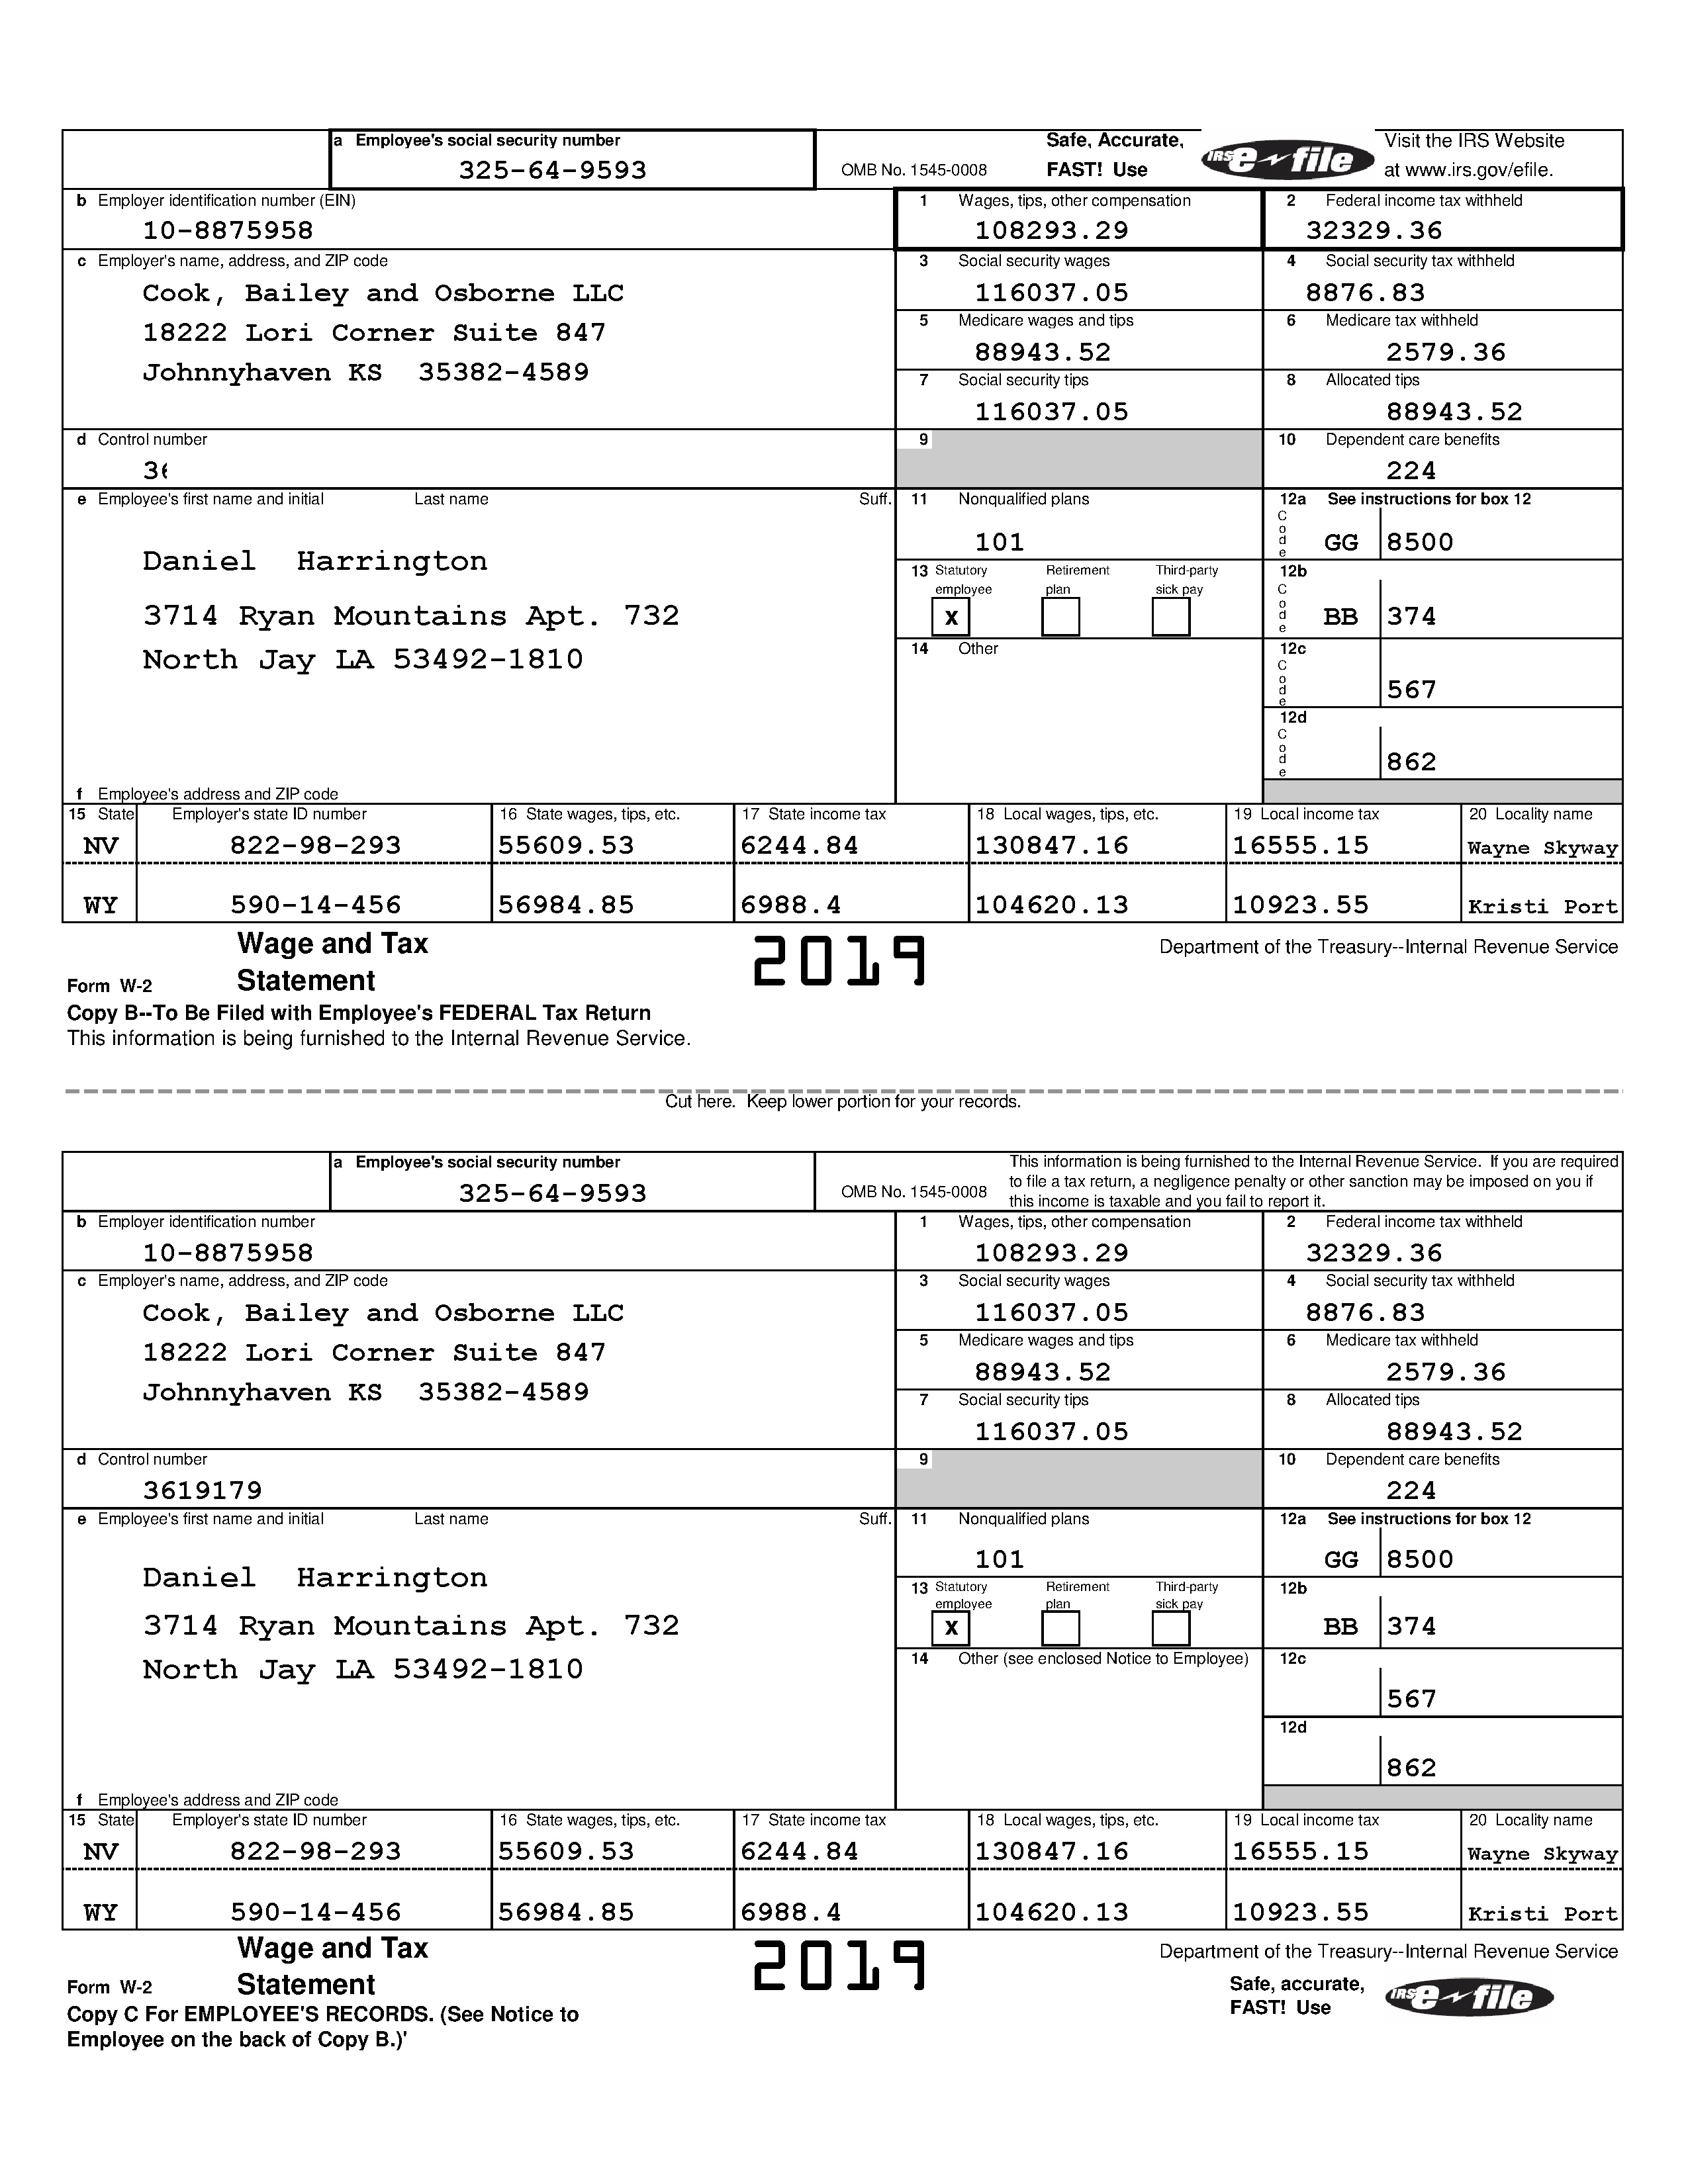 a Employee's social security number
325-64-9593
OMB No. 1545-0008
Safe, Accurate,
FAST! Use
IRS e file
Visit the IRS Website
at www.irs.gov/efile.
b Employer identification number (EIN)
10-8875958
1 Wages, tips, other compensation
108293.29
2 Federal income tax withheld
32329.36
c Employer's name, address, and ZIP code
Cook, Bailey and Osborne LLC
18222 Lori Corner Suite 847
Johnnyhaven KS 35382-4589
3 Social security wages
116037.05
4 Social security tax withheld
8876.83
5 Medicare wages and tips
88943.52
6 Medicare tax withheld
2579.36
7 Social security tips
116037.05
8 Allocated tips
88943.52
d Control number
3
9
10 Dependent care benefits
224
e Employee's first name and initial Last name Suff.
Daniel Harrington
3714 Ryan Mountains Apt. 732
North Jay LA 53492-1810
f Employee's address and ZIP code
11 Nonqualified plans
101
12a See instructions for box 12
Code GG 8500
13 Statutory employee Retirement plan Third-party sick pay
X
12b
Code BB 374
14 Other
12c
Code 567
12d
Code 862
15 State Employer's state ID number 16 State wages, tips, etc. 17 State income tax 18 Local wages, tips, etc. 19 Local income tax 20 Locality name
NV 822-98-293 55609.53 6244.84 130847.16 16555.15 Wayne Skyway
WY 590-14-456 56984.85 6988.4 104620.13 10923.55 Kristi Port
Form W-2 Wage and Tax Statement
2019
Department of the Treasury--Internal Revenue Service
Copy B--To Be Filed with Employee's FEDERAL Tax Return
This information is being furnished to the Internal Revenue Service.
Cut here. Keep lower portion for your records.
a Employee's social security number
325-64-9593
OMB No. 1545-0008
This information is being furnished to the Internal Revenue Service. If you are required
to file a tax return, a negligence penalty or other sanction may be imposed on you if
this income is taxable and you fail to report it.
b Employer identification number
10-8875958
1 Wages, tips, other compensation
108293.29
2 Federal income tax withheld
32329.36
c Employer's name, address, and ZIP code
Cook, Bailey and Osborne LLC
18222 Lori Corner Suite 847
Johnnyhaven KS 35382-4589
3 Social security wages
116037.05
4 Social security tax withheld
8876.83
5 Medicare wages and tips
88943.52
6 Medicare tax withheld
2579.36
7 Social security tips
116037.05
8 Allocated tips
88943.52
d Control number
3619179
9
10 Dependent care benefits
224
e Employee's first name and initial Last name Suff.
Daniel Harrington
3714 Ryan Mountains Apt. 732
North Jay LA 53492-1810
f Employee's address and ZIP code
11 Nonqualified plans
101
12a See instructions for box 12
GG 8500
13 Statutory employee Retirement plan Third-party sick pay
X
12b
BB 374
14 Other (see enclosed Notice to Employee)
12c
567
12d
862
15 State Employer's state ID number 16 State wages, tips, etc. 17 State income tax 18 Local wages, tips, etc. 19 Local income tax 20 Locality name
NV 822-98-293 55609.53 6244.84 130847.16 16555.15 Wayne Skyway
WY 590-14-456 56984.85 6988.4 104620.13 10923.55 Kristi Port
Form W-2 Wage and Tax Statement
2019
Department of the Treasury--Internal Revenue Service
Safe, accurate,
FAST! Use
IRS e file
Copy C For EMPLOYEE'S RECORDS. (See Notice to
Employee on the back of Copy B.)'